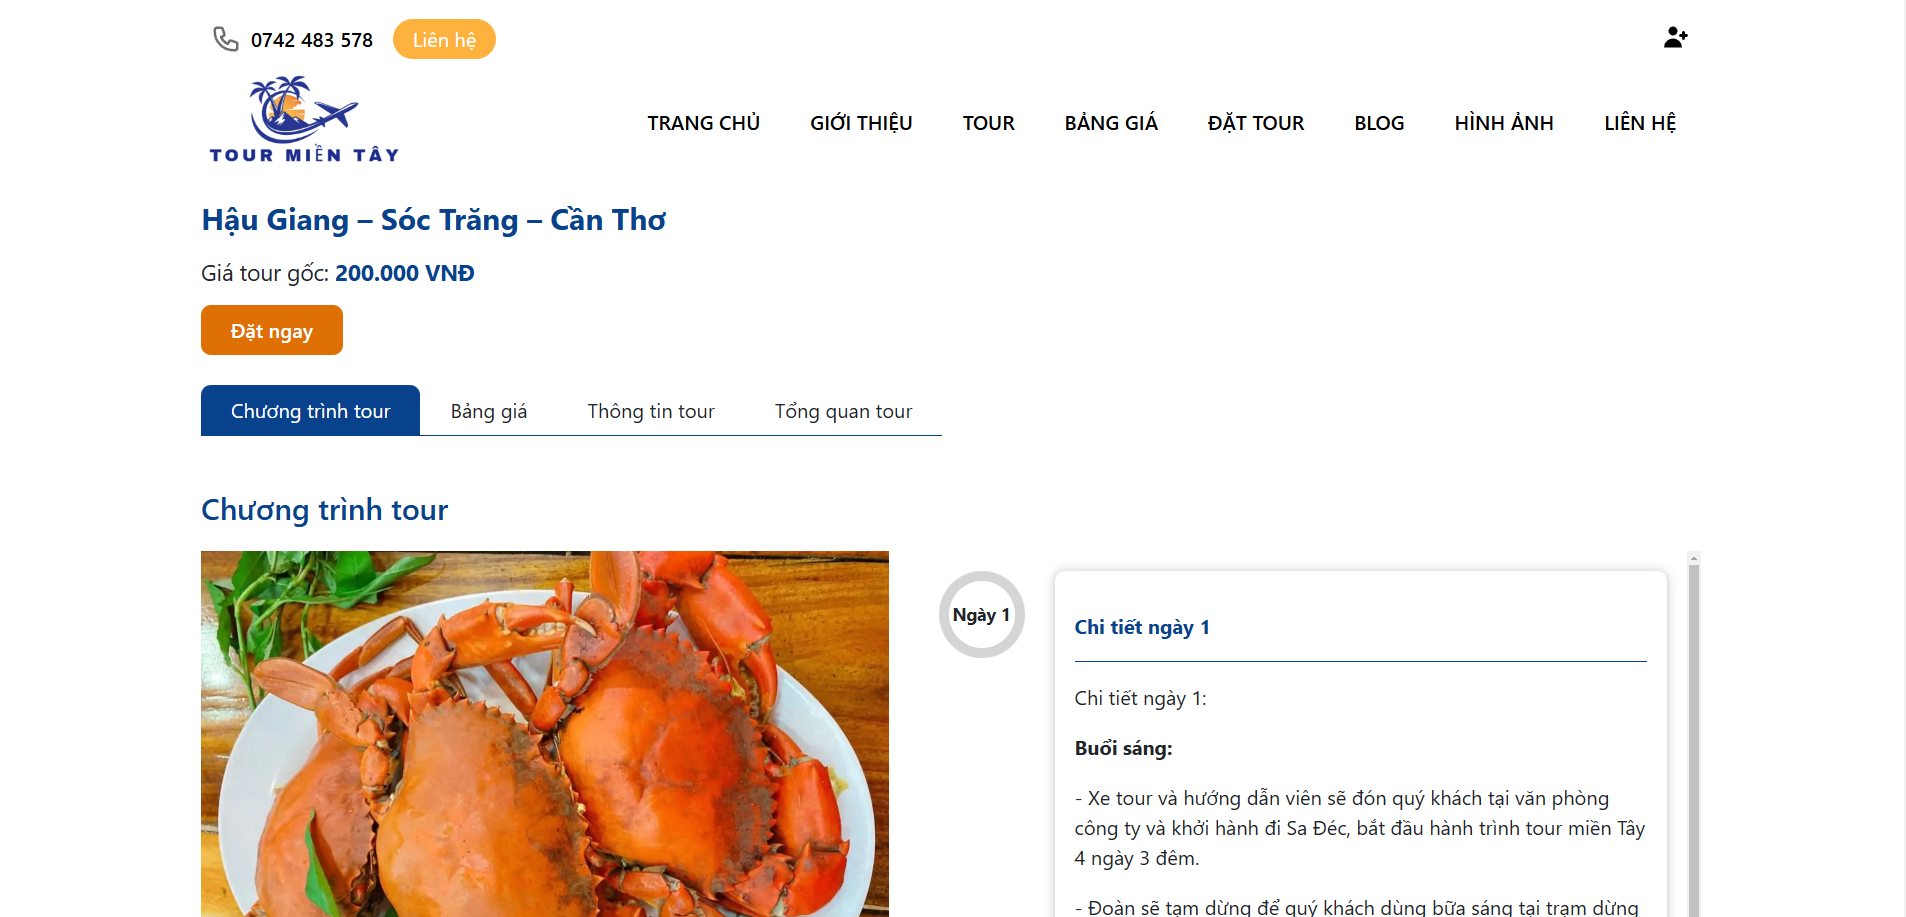 0742 483 578
Liên hệ
TOUR MIỀN TÂY
TRANG CHỦ
GIỚI THIỆU
TOUR
BẢNG GIÁ
ĐẶT TOUR
BLOG
HÌNH ẢNH
LIÊN HỆ
Hậu Giang – Sóc Trăng – Cần Thơ
Giá tour gốc: 200.000 VNĐ
Đặt ngay
Chương trình tour
Bảng giá
Thông tin tour
Tổng quan tour
Chương trình tour
Ngày 1
Chi tiết ngày 1
Chi tiết ngày 1:
Buổi sáng:
- Xe tour và hướng dẫn viên sẽ đón quý khách tại văn phòng
công ty và khởi hành đi Sa Đéc, bắt đầu hành trình tour miền Tây
4 ngày 3 đêm.
- Đoàn sẽ tạm dừng để quý khách dùng bữa sáng tại trạm dừng